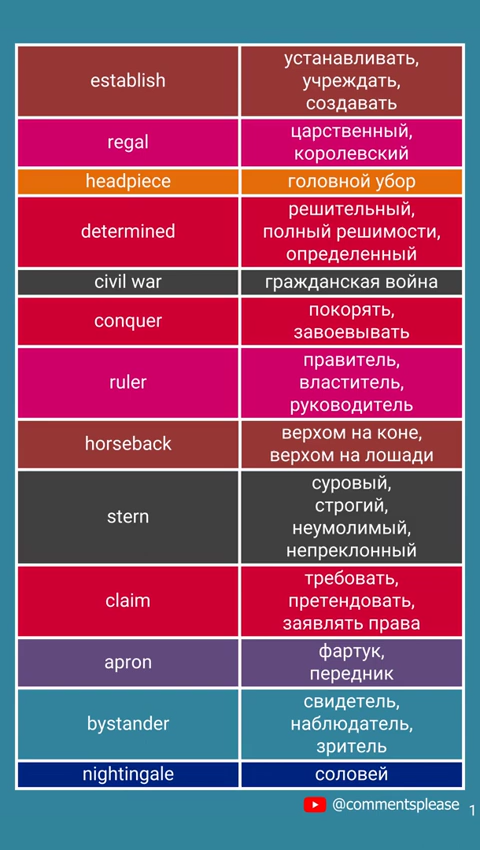 establish
устанавливать,
учреждать,
создавать
regal
царственный,
королевский
headpiece
головной убор
determined
решительный,
полный решимости,
определенный
civil war
гражданская война
conquer
покорять,
завоевывать
ruler
правитель,
властитель,
руководитель
horseback
верхом на коне,
верхом на лошади
stern
суровый,
строгий,
неумолимый,
непреклонный
claim
требовать,
претендовать,
заявлять права
apron
фартук,
передник
bystander
свидетель,
наблюдатель,
зритель
nightingale
соловей
@commentsplease
1